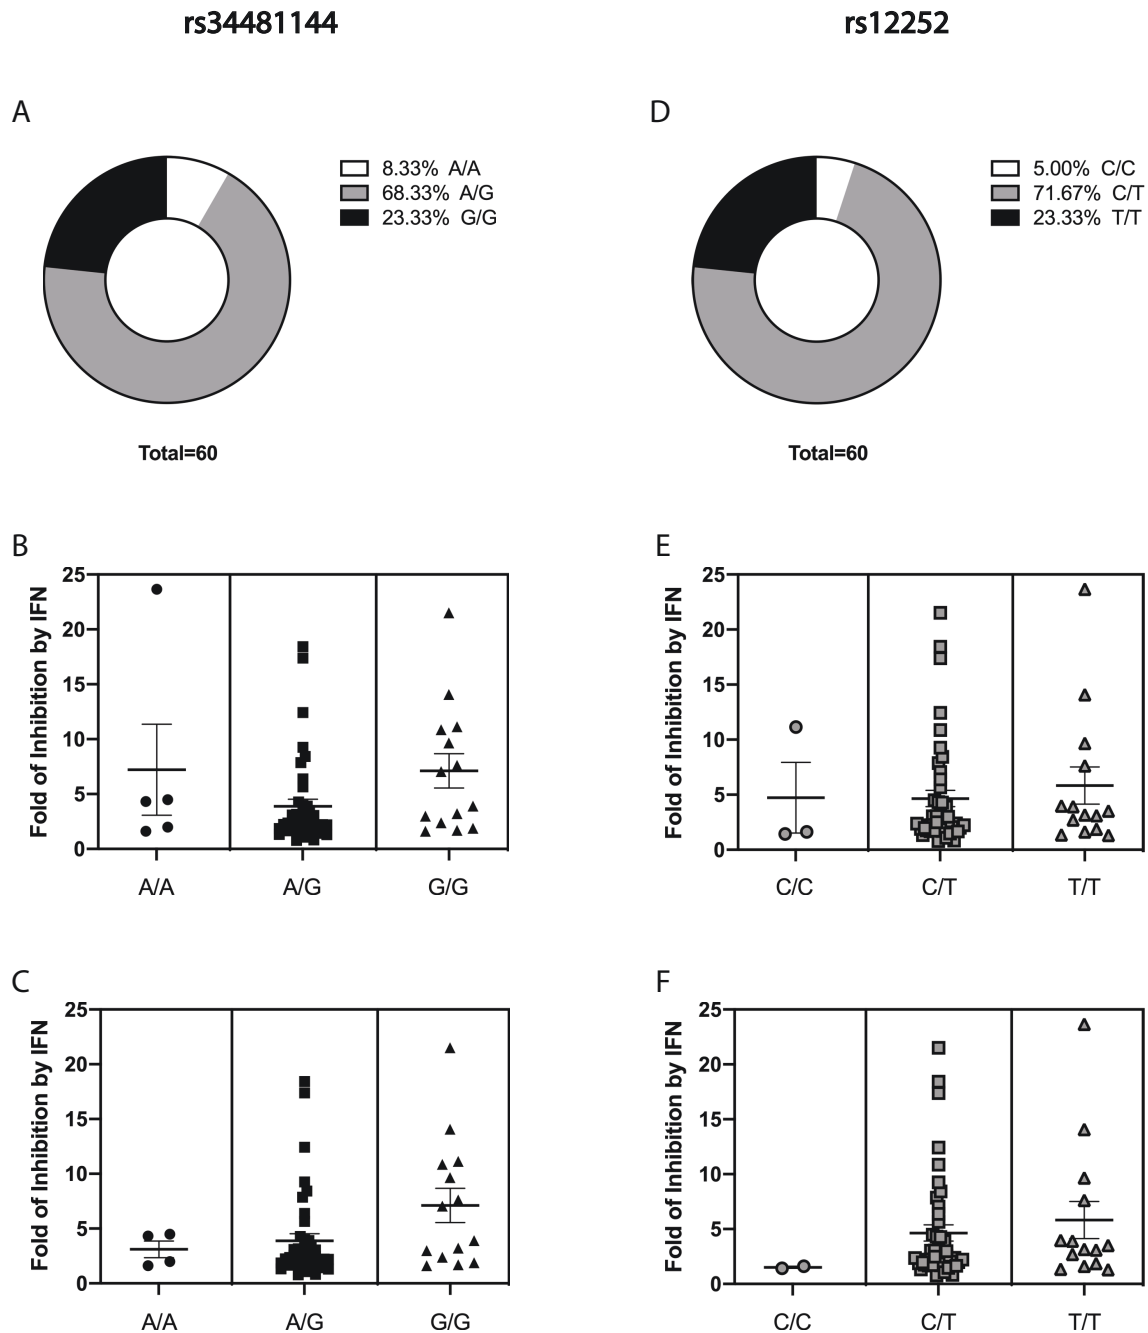 rs34481144
rs12252
A
8.33% A/A
68.33% A/G
23.33% G/G
Total=60
D
5.00% C/C
71.67% C/T
23.33% T/T
Total=60
B
Fold of Inhibition by IFN
25
20
15
10
5
0
A/A A/G G/G
E
Fold of Inhibition by IFN
25
20
15
10
5
0
C/C C/T T/T
C
Fold of Inhibition by IFN
25
20
15
10
5
0
A/A A/G G/G
F
Fold of Inhibition by IFN
25
20
15
10
5
0
C/C C/T T/T